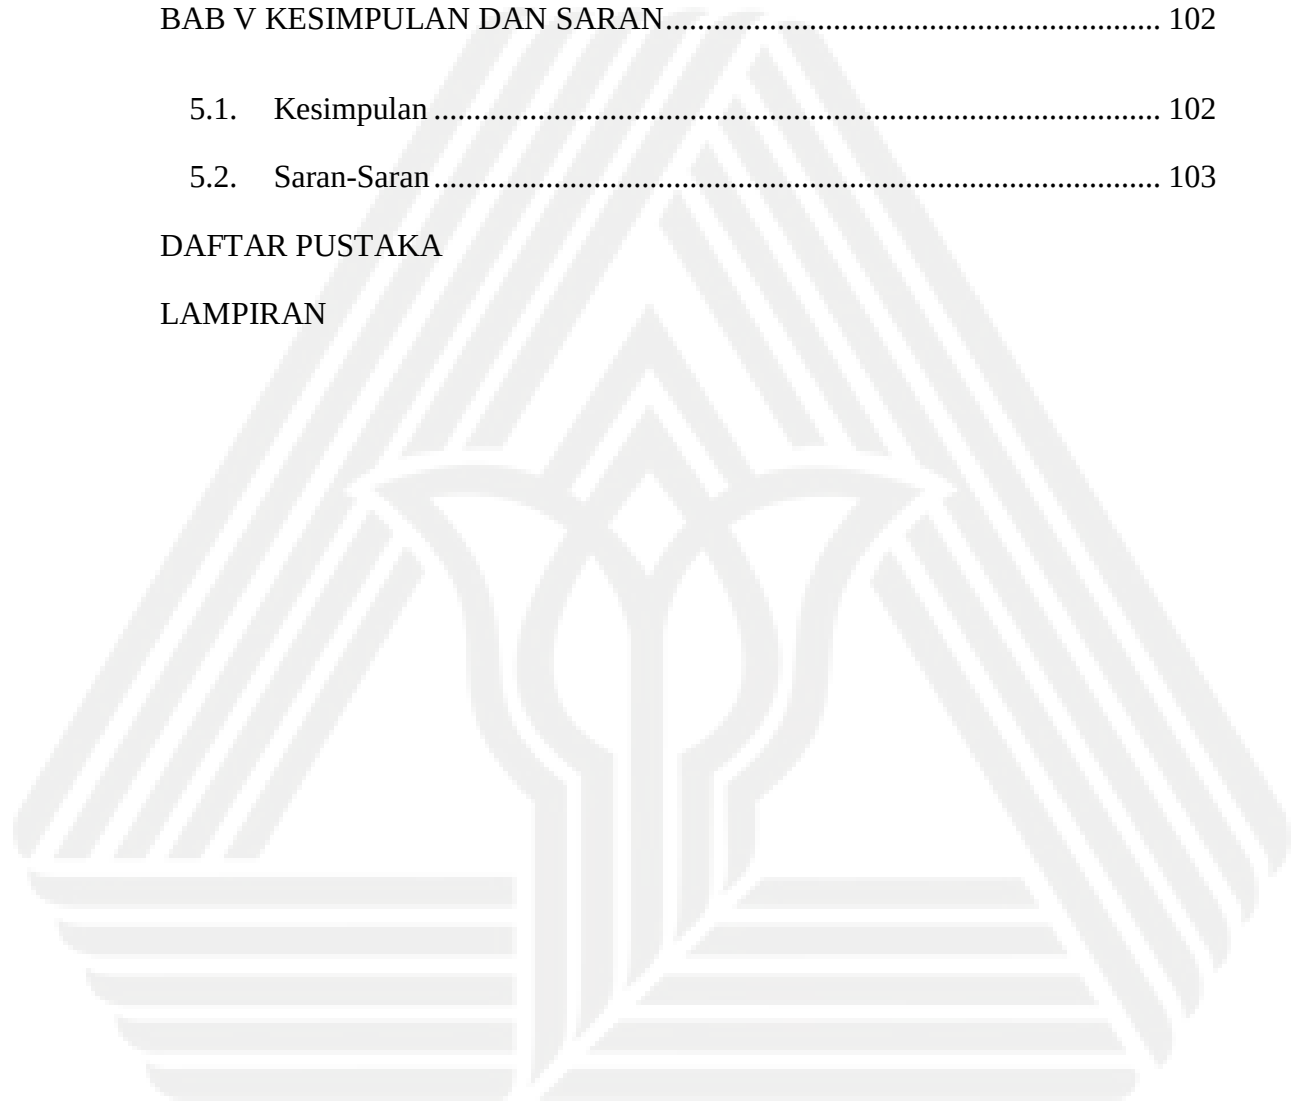 BAB V KESIMPULAN DAN SARAN............................................................. 102
5.1. Kesimpulan.......................................................................................... 102
5.2. Saran-Saran.......................................................................................... 103
DAFTAR PUSTAKA
LAMPIRAN